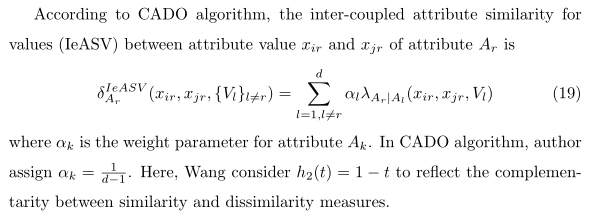 According to CADO algorithm, the inter-coupled attribute similarity for
values (IeASV) between attribute value $x_{ir}$ and $x_{jr}$ of attribute $A_r$ is
$$\delta_{A_r}^{IeASV}(x_{ir}, x_{jr}, \{V_l\}_{l \neq r}) = \sum_{l=1, l \neq r}^{d} \alpha_l \lambda_{A_r|A_l}(x_{ir}, x_{jr}, V_l) \quad (19)$$
where $\alpha_k$ is the weight parameter for attribute $A_k$. In CADO algorithm, author
assign $\alpha_k = \frac{1}{d-1}$. Here, Wang consider $h_2(t) = 1 - t$ to reflect the complemen-
tarity between similarity and dissimilarity measures.